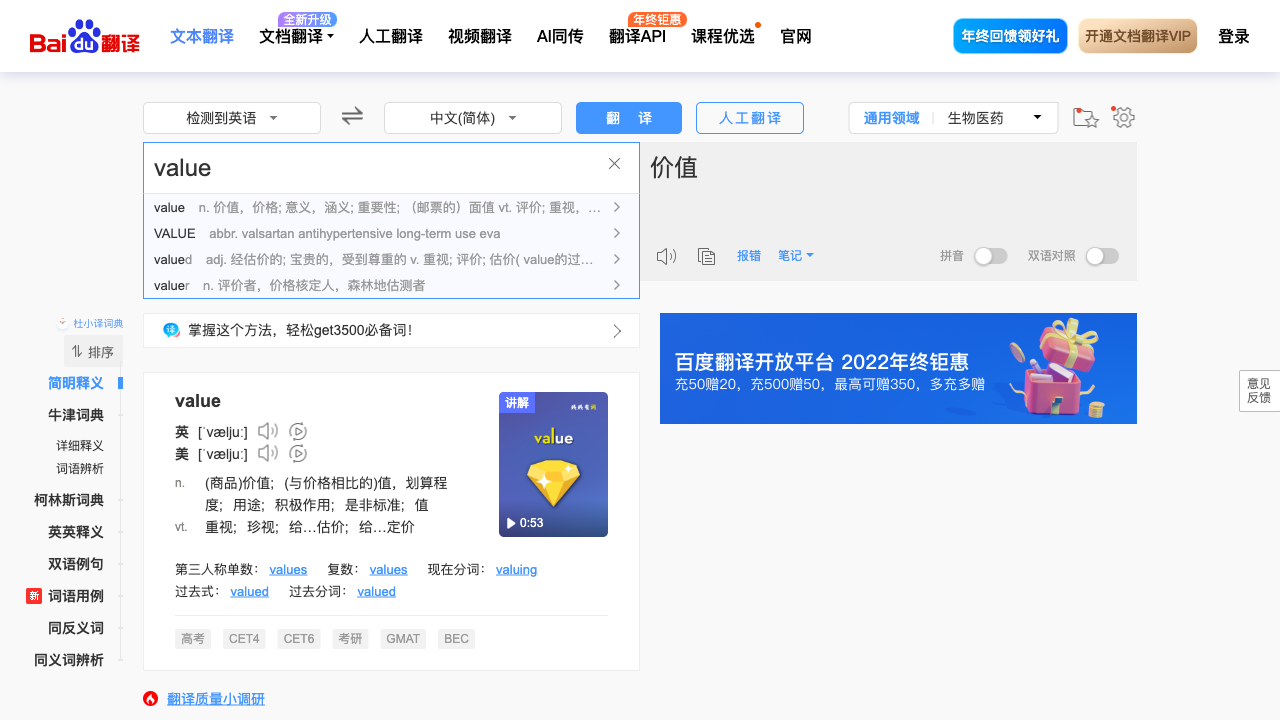 Bai du 翻译
文本翻译
文档翻译
全新升级
人工翻译
视频翻译
AI同传
翻译API
年终钜惠
课程优选
官网
年终回馈领好礼
开通文档翻译VIP
登录
检测到英语
中文(简体)
翻 译
人工翻译
通用领域
生物医药
value
价值
value n. 价值，价格; 意义，涵义; 重要性; （邮票的）面值 vt. 评价; 重视，…
VALUE abbr. valsartan antihypertensive long-term use eva
valued adj. 经估价的; 宝贵的，受到尊重的 v. 重视; 评价; 估价( value的过…
valuer n. 评价者，价格核定人，森林地估测者
报错
笔记
拼音
双语对照
杜小译词典
排序
简明释义
牛津词典
详细释义
词语辨析
柯林斯词典
英英释义
双语例句
新 词语用例
同反义词
同义词辨析
译 掌握这个方法，轻松get3500必备词！
value
英 [ˈvæljuː]
美 [ˈvæljuː]
n. (商品)价值；(与价格相比的)值，划算程
度；用途；积极作用；是非标准；值
vt. 重视；珍视；给…估价；给…定价
讲解
value
0:53
第三人称单数： values 复数： values 现在分词： valuing
过去式： valued 过去分词： valued
高考 CET4 CET6 考研 GMAT BEC
翻译质量小调研
百度翻译开放平台 2022年终钜惠
充50赠20，充500赠50，最高可赠350，多充多赠
意见
反馈